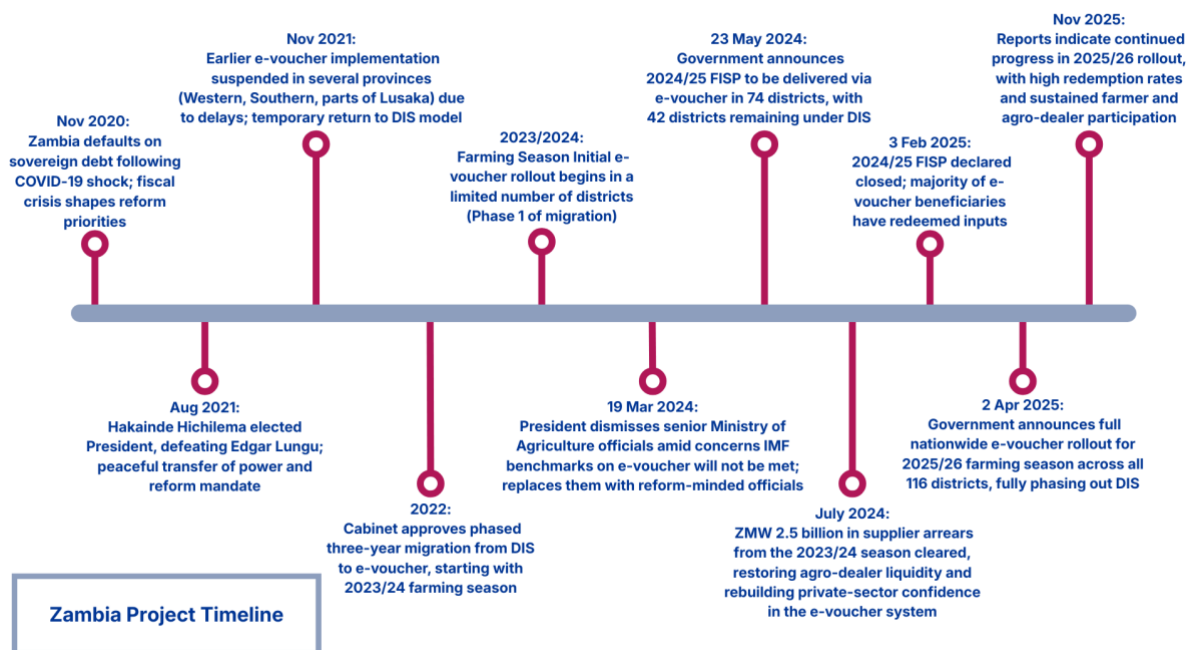 Nov 2020:
Zambia defaults on
sovereign debt following
COVID-19 shock; fiscal
crisis shapes reform
priorities
Aug 2021:
Hakainde Hichilema elected
President, defeating Edgar Lungu;
peaceful transfer of power and
reform mandate
Nov 2021:
Earlier e-voucher implementation
suspended in several provinces
(Western, Southern, parts of Lusaka) due
to delays; temporary return to DIS model
2022:
Cabinet approves phased
three-year migration from DIS
to e-voucher, starting with
2023/24 farming season
2023/2024:
Farming Season Initial e-
voucher rollout begins in a
limited number of districts
(Phase 1 of migration)
19 Mar 2024:
President dismisses senior Ministry of
Agriculture officials amid concerns IMF
benchmarks on e-voucher will not be met;
replaces them with reform-minded officials
23 May 2024:
Government announces
2024/25 FISP to be delivered via
e-voucher in 74 districts, with
42 districts remaining under DIS
July 2024:
ZMW 2.5 billion in supplier arrears
from the 2023/24 season cleared,
restoring agro-dealer liquidity and
rebuilding private-sector confidence
in the e-voucher system
3 Feb 2025:
2024/25 FISP declared
closed; majority of e-
voucher beneficiaries
have redeemed inputs
2 Apr 2025:
Government announces full
nationwide e-voucher rollout for
2025/26 farming season across all
116 districts, fully phasing out DIS
Nov 2025:
Reports indicate continued
progress in 2025/26 rollout,
with high redemption rates
and sustained farmer and
agro-dealer participation
Zambia Project Timeline